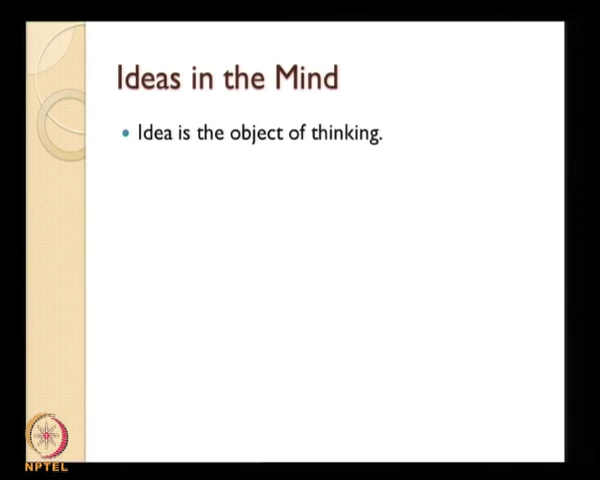 Ideas in the Mind
Idea is the object of thinking.
NPTEL